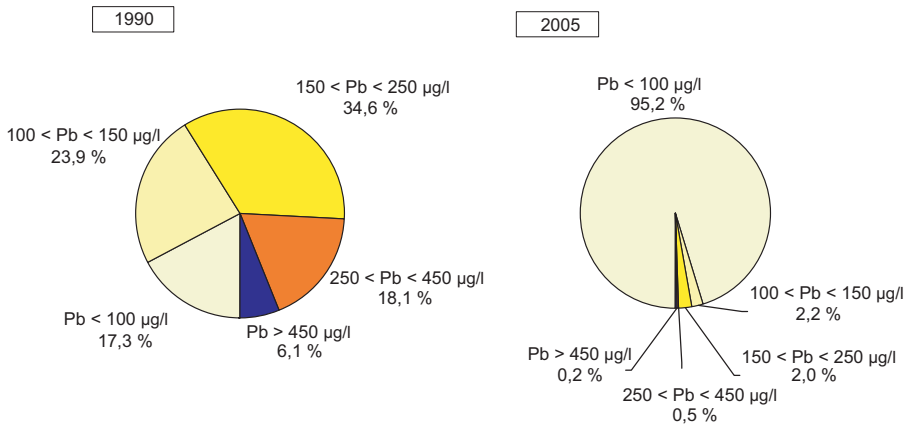 1990
150 < Pb < 250 µg/l
34,6 %
100 < Pb < 150 µg/l
23,9 %
250 < Pb < 450 µg/l
18,1 %
Pb < 100 µg/l
17,3 %
Pb > 450 µg/l
6,1 %
2005
Pb < 100 µg/l
95,2 %
100 < Pb < 150 µg/l
2,2 %
Pb > 450 µg/l
0,2 %
150 < Pb < 250 µg/l
2,0 %
250 < Pb < 450 µg/l
0,5 %